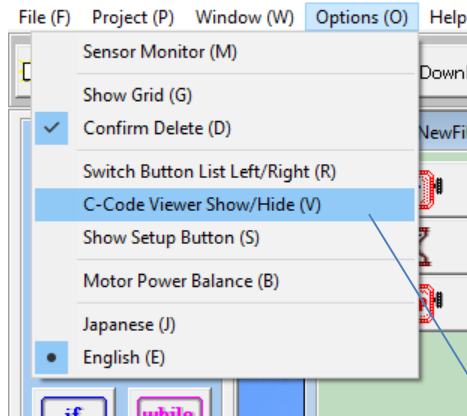 File (F) Project (P) Window (W) Options (O) Help
Sensor Monitor (M)
Down
Show Grid (G)
Confirm Delete (D)
NewFi
Switch Button List Left/Right (R)
C-Code Viewer Show/Hide (V)
Show Setup Button (S)
Motor Power Balance (B)
Japanese (J)
English (E)
if while